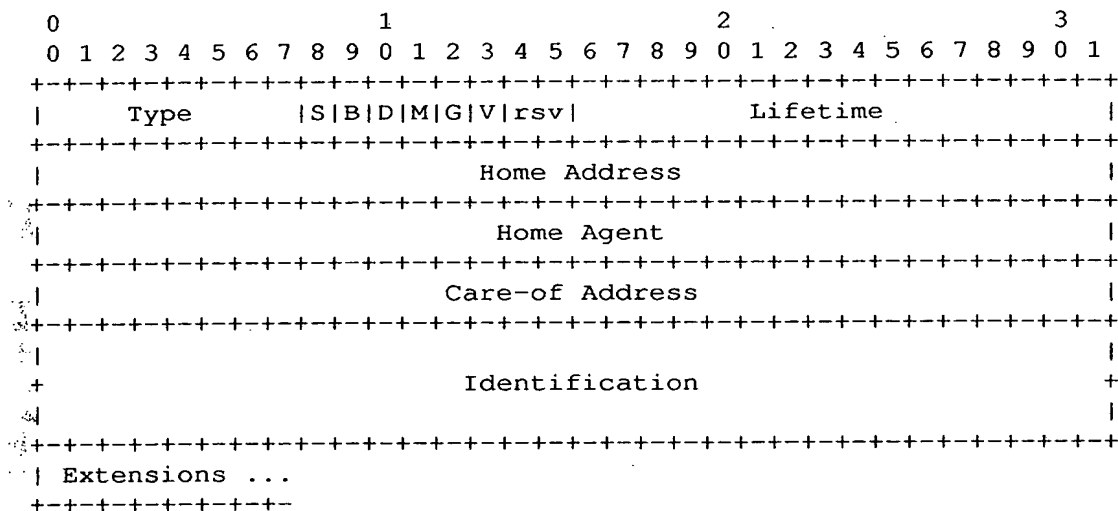 0                   1                   2                   3
0 1 2 3 4 5 6 7 8 9 0 1 2 3 4 5 6 7 8 9 0 1 2 3 4 5 6 7 8 9 0 1
+-+-+-+-+-+-+-+-+-+-+-+-+-+-+-+-+-+-+-+-+-+-+-+-+-+-+-+-+-+-+-+-+
| Type |S|B|D|M|G|V|rsv| Lifetime |
+-+-+-+-+-+-+-+-+-+-+-+-+-+-+-+-+-+-+-+-+-+-+-+-+-+-+-+-+-+-+-+-+
| Home Address |
+-+-+-+-+-+-+-+-+-+-+-+-+-+-+-+-+-+-+-+-+-+-+-+-+-+-+-+-+-+-+-+-+
| Home Agent |
+-+-+-+-+-+-+-+-+-+-+-+-+-+-+-+-+-+-+-+-+-+-+-+-+-+-+-+-+-+-+-+-+
| Care-of Address |
+-+-+-+-+-+-+-+-+-+-+-+-+-+-+-+-+-+-+-+-+-+-+-+-+-+-+-+-+-+-+-+-+
| |
+ Identification +
| |
+-+-+-+-+-+-+-+-+-+-+-+-+-+-+-+-+-+-+-+-+-+-+-+-+-+-+-+-+-+-+-+-+
| Extensions ...
+-+-+-+-+-+-+-+-